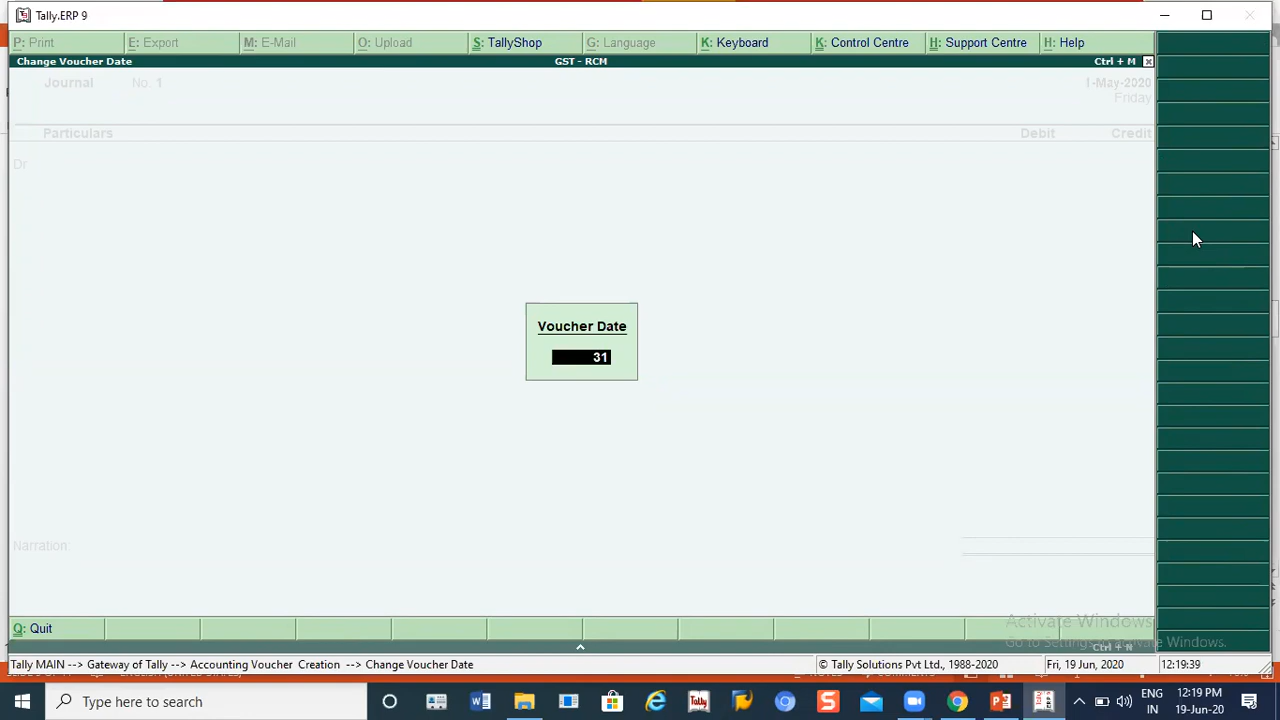 Tally.ERP 9
P: Print E: Export M: E-Mail O: Upload S: TallyShop G: Language K: Keyboard K: Control Centre H: Support Centre H: Help
Change Voucher Date GST - RCM Ctrl + M
Journal No. 1 1-May-2020
Friday
Particulars Debit Credit
Dr
Voucher Date
31
Narration:
Activate Windows
Go to Settings to activate Windows.
Q: Quit
Ctrl + N
Tally MAIN --> Gateway of Tally --> Accounting Voucher Creation --> Change Voucher Date © Tally Solutions Pvt Ltd., 1988-2020 Fri, 19 Jun, 2020 12:19:39
Type here to search
ENG
IN
12:19 PM
19-Jun-20